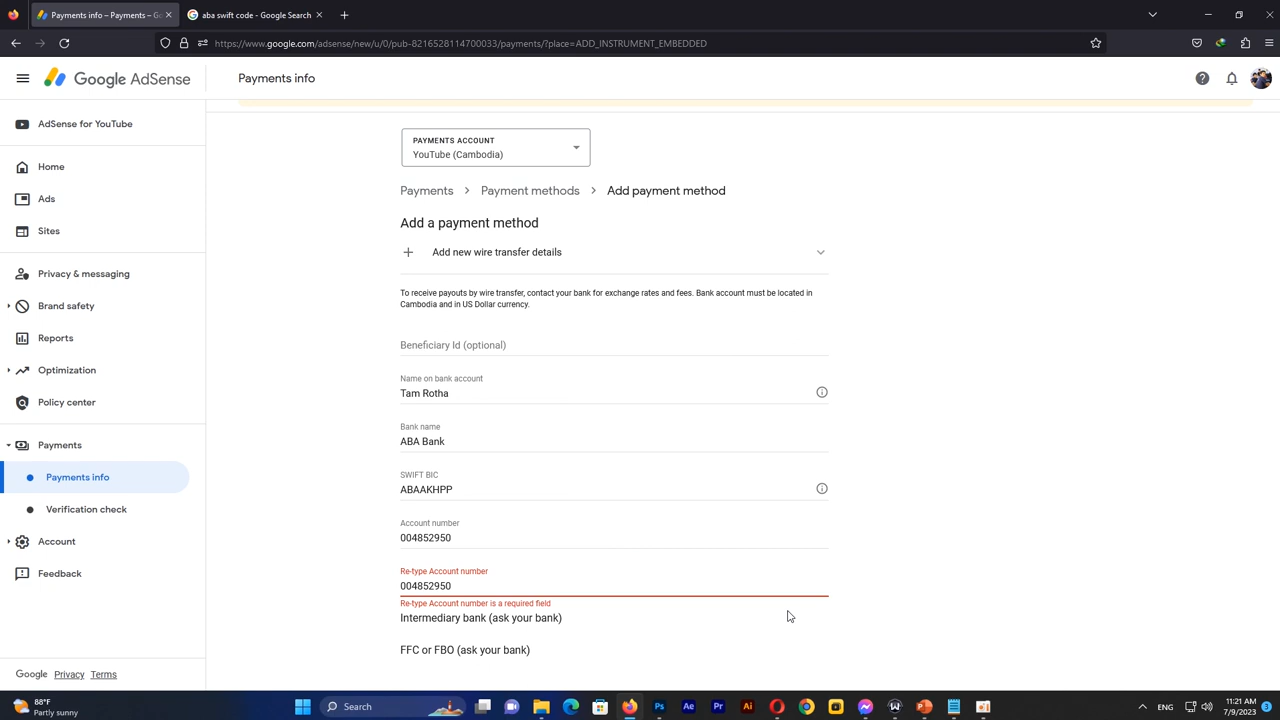 Payments info – Payments – Go
aba swift code - Google Search
https://www.google.com/adsense/new/u/0/pub-8216528114700033/payments/?place=ADD_INSTRUMENT_EMBEDDED
Google AdSense
Payments info
AdSense for YouTube
Home
Ads
Sites
Privacy & messaging
Brand safety
Reports
Optimization
Policy center
Payments
Payments info
Verification check
Account
Feedback
Google Privacy Terms
PAYMENTS ACCOUNT
YouTube (Cambodia)
Payments > Payment methods > Add payment method
Add a payment method
Add new wire transfer details
To receive payouts by wire transfer, contact your bank for exchange rates and fees. Bank account must be located in
Cambodia and in US Dollar currency.
Beneficiary Id (optional)
Name on bank account
Tam Rotha
Bank name
ABA Bank
SWIFT BIC
ABAAKHPP
Account number
004852950
Re-type Account number
004852950
Re-type Account number is a required field
Intermediary bank (ask your bank)
FFC or FBO (ask your bank)
88°F
Partly sunny
Search
ENG
11:21 AM
7/9/2023